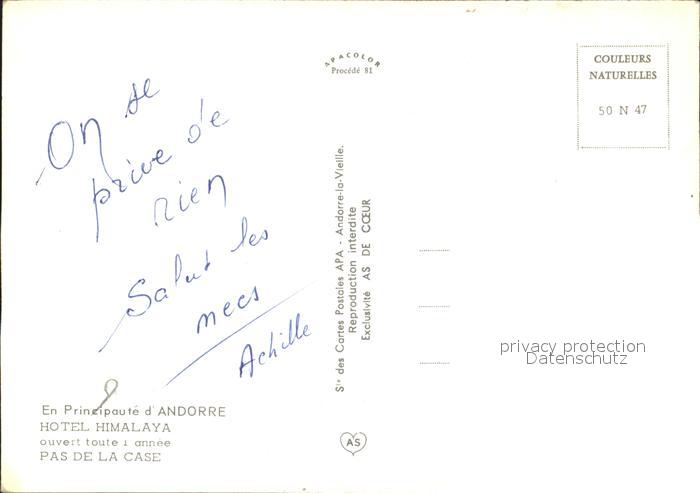 On se
prive de
rien
Salut les
mecs
Achille
En Principauté d'ANDORRE
HOTEL HIMALAYA
ouvert toute l année
PAS DE LA CASE
APACOLOR
Procédé 81
Sté des Cartes Postales APA - Andorre-la-Vieille.
Reproduction interdite
Exclusivité AS DE CŒUR
AS
COULEURS
NATURELLES
50 N 47
privacy protection
Datenschutz